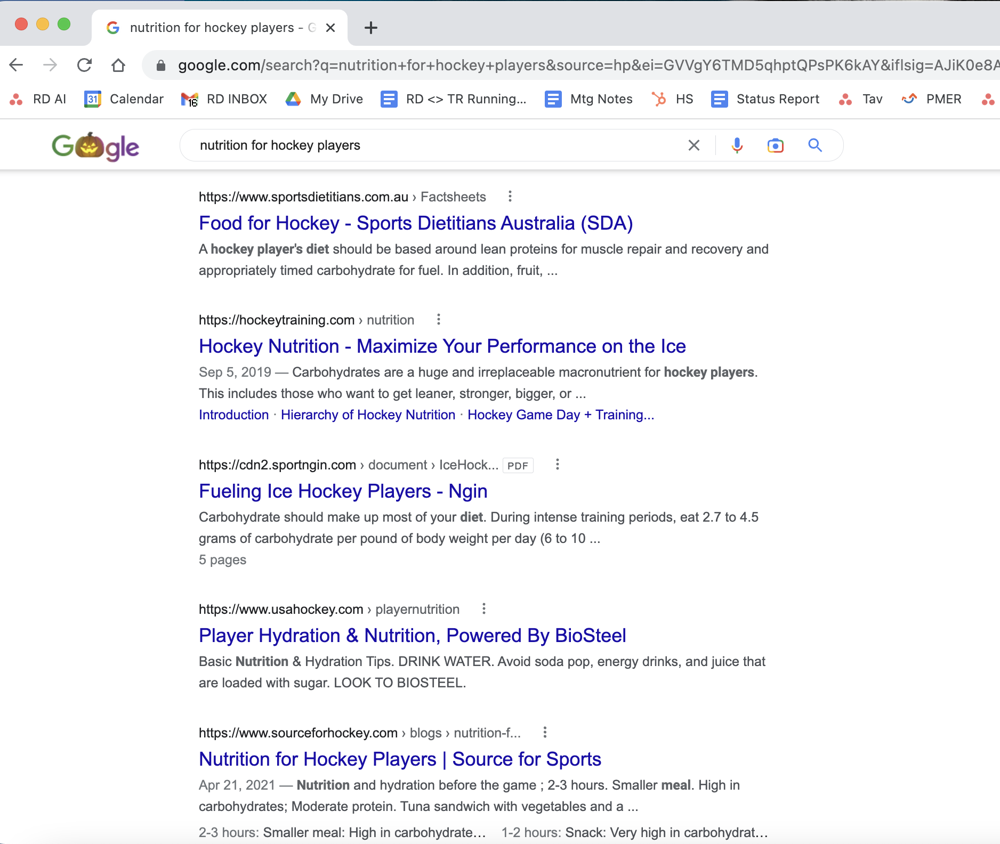 nutrition for hockey players - G
google.com/search?q=nutrition+for+hockey+players&source=hp&ei=GVVgY6TMD5qhptQPsPK6kAY&iflsig=AJiK0e8A
RD AI 31 Calendar 16 RD INBOX My Drive RD <> TR Running... Mtg Notes HS Status Report Tav PMER
Google nutrition for hockey players
https://www.sportsdietitians.com.au › Factsheets
Food for Hockey - Sports Dietitians Australia (SDA)
A hockey player's diet should be based around lean proteins for muscle repair and recovery and
appropriately timed carbohydrate for fuel. In addition, fruit, ...
https://hockeytraining.com › nutrition
Hockey Nutrition - Maximize Your Performance on the Ice
Sep 5, 2019 — Carbohydrates are a huge and irreplaceable macronutrient for hockey players.
This includes those who want to get leaner, stronger, bigger, or ...
Introduction · Hierarchy of Hockey Nutrition · Hockey Game Day + Training...
https://cdn2.sportngin.com › document › IceHock... PDF
Fueling Ice Hockey Players - Ngin
Carbohydrate should make up most of your diet. During intense training periods, eat 2.7 to 4.5
grams of carbohydrate per pound of body weight per day (6 to 10 ...
5 pages
https://www.usahockey.com › playernutrition
Player Hydration & Nutrition, Powered By BioSteel
Basic Nutrition & Hydration Tips. DRINK WATER. Avoid soda pop, energy drinks, and juice that
are loaded with sugar. LOOK TO BIOSTEEL.
https://www.sourceforhockey.com › blogs › nutrition-f...
Nutrition for Hockey Players | Source for Sports
Apr 21, 2021 — Nutrition and hydration before the game ; 2-3 hours. Smaller meal. High in
carbohydrates; Moderate protein. Tuna sandwich with vegetables and a ...
2-3 hours: Smaller meal: High in carbohydrate... 1-2 hours: Snack: Very high in carbohydrat...